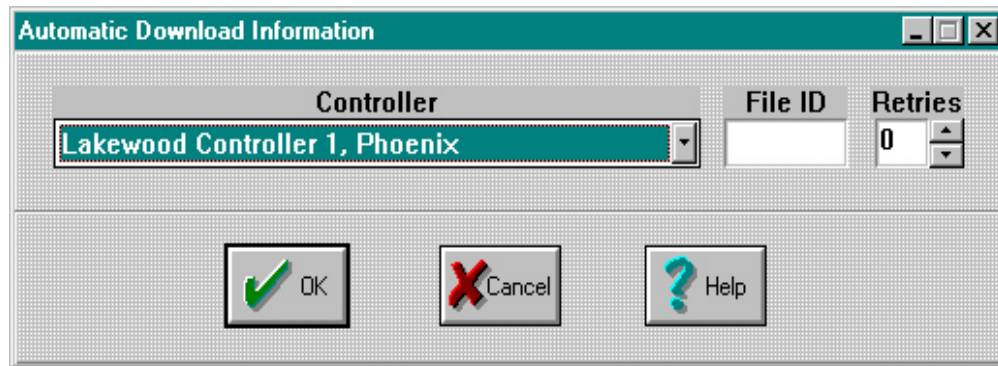 Automatic Download Information
Controller File ID Retries
Lakewood Controller 1, Phoenix 0
OK Cancel Help